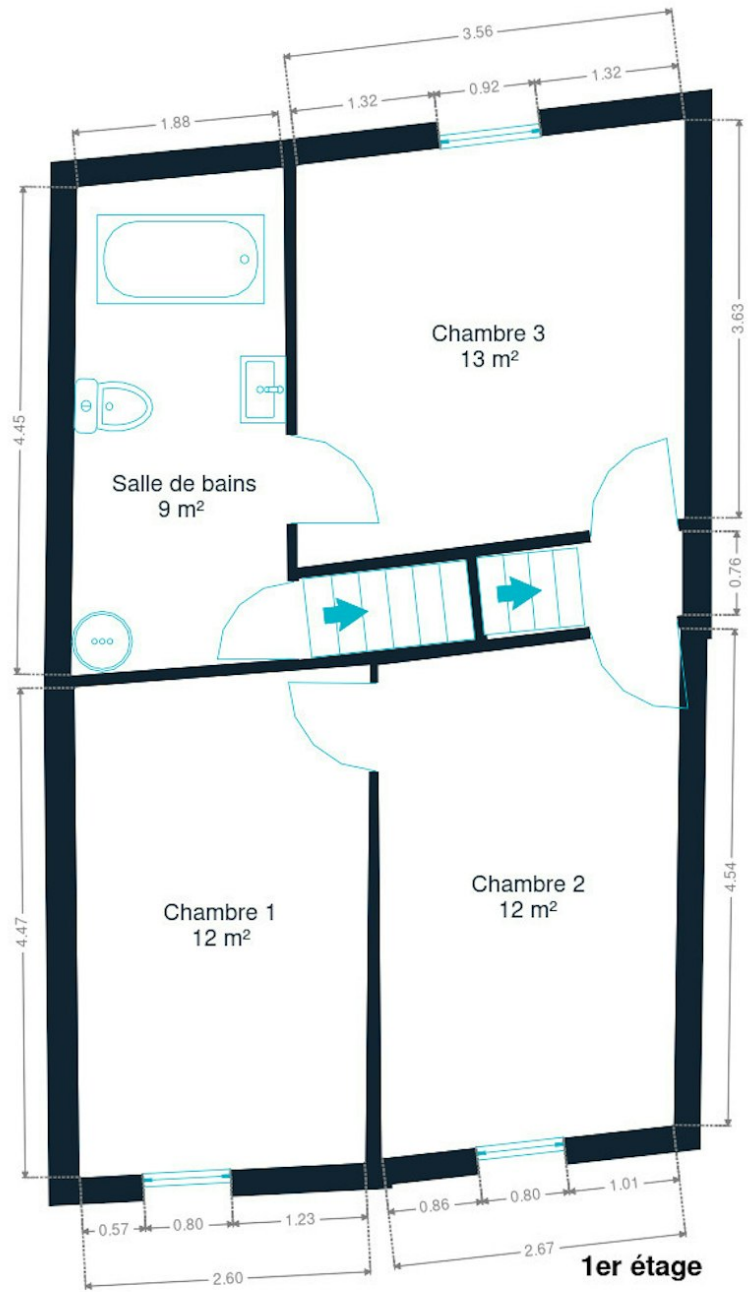 3.56
1.32
0.92
1.32
1.88
3.63
4.45
Chambre 3
13 m²
Salle de bains
9 m²
0.76
4.47
4.54
Chambre 1
12 m²
Chambre 2
12 m²
0.57
0.80
1.23
2.60
0.86
0.80
1.01
2.67
1er étage